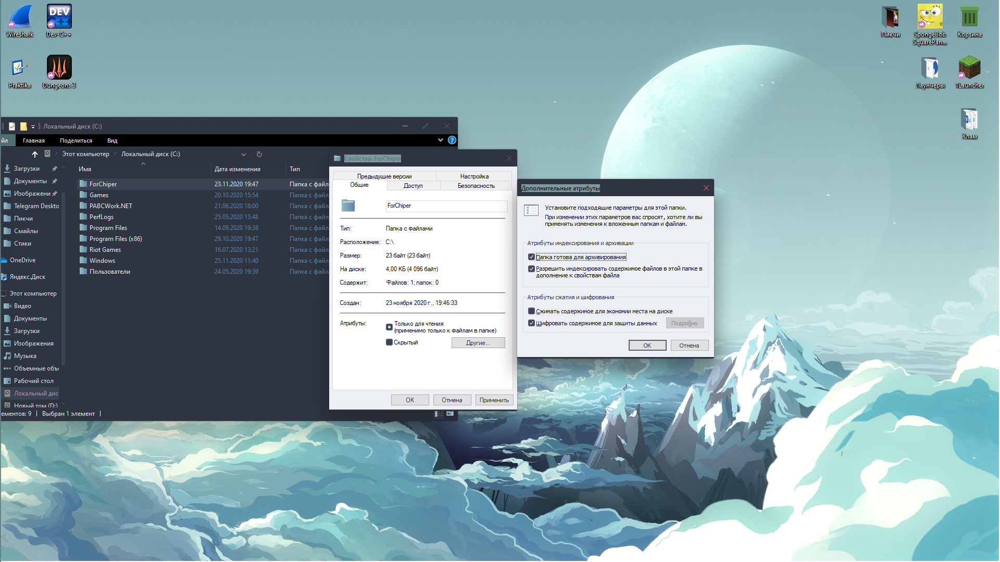 Wireshark
Dev-C++
Praktika
Dungeons 3
Пикчи
SpongeBob
SquarePan...
Корзина
Лаунчеры
TLauncher
Хлам
Локальный диск (C:)
йл
Главная
Поделиться
Вид
Этот компьютер
Локальный диск (C:)
Загрузки
Документы
Изображени
Telegram Deskto
Пикчи
Смайлы
Стики
OneDrive
Яндекс.Диск
Этот компьютер
Видео
Документы
Загрузки
Изображения
Музыка
Объемные объ
Рабочий стол
Локальный дис
Новый том (D:)
Имя Дата изменения Тип
ForChiper 23.11.2020 19:47 Папка с файл
Games 20.10.2020 15:54 Папка с файл
PABCWork.NET 21.06.2020 18:00 Папка с файл
PerfLogs 25.05.2020 13:48 Папка с файл
Program Files 14.09.2020 19:38 Папка с файл
Program Files (x86) 29.10.2020 19:47 Папка с файл
Riot Games 16.07.2020 13:21 Папка с файл
Windows 25.11.2020 11:40 Папка с файл
Пользователи 24.05.2020 19:59 Папка с файл
ементов: 9 Выбран 1 элемент
Свойства: ForChiper
Предыдущие версии Настройка
Общие Доступ Безопасность
ForChiper
Тип: Папка с файлами
Расположение: C:\
Размер: 23 байт (23 байт)
На диске: 4,00 КБ (4 096 байт)
Содержит: Файлов: 1; папок: 0
Создан: 23 ноября 2020 г., 19:46:33
Атрибуты: Только для чтения
(применимо только к файлам в папке)
Скрытый Другие...
ОК Отмена Применить
Дополнительные атрибуты
Установите подходящие параметры для этой папки.
При изменении этих параметров вас спросят, хотите ли вы
применять изменения к вложенным папкам и файлам.
Атрибуты индексирования и архивации
Папка готова для архивирования
Разрешить индексировать содержимое файлов в этой папке в
дополнение к свойствам файла
Атрибуты сжатия и шифрования
Сжимать содержимое для экономии места на диске
Шифровать содержимое для защиты данных Подробно
ОК Отмена